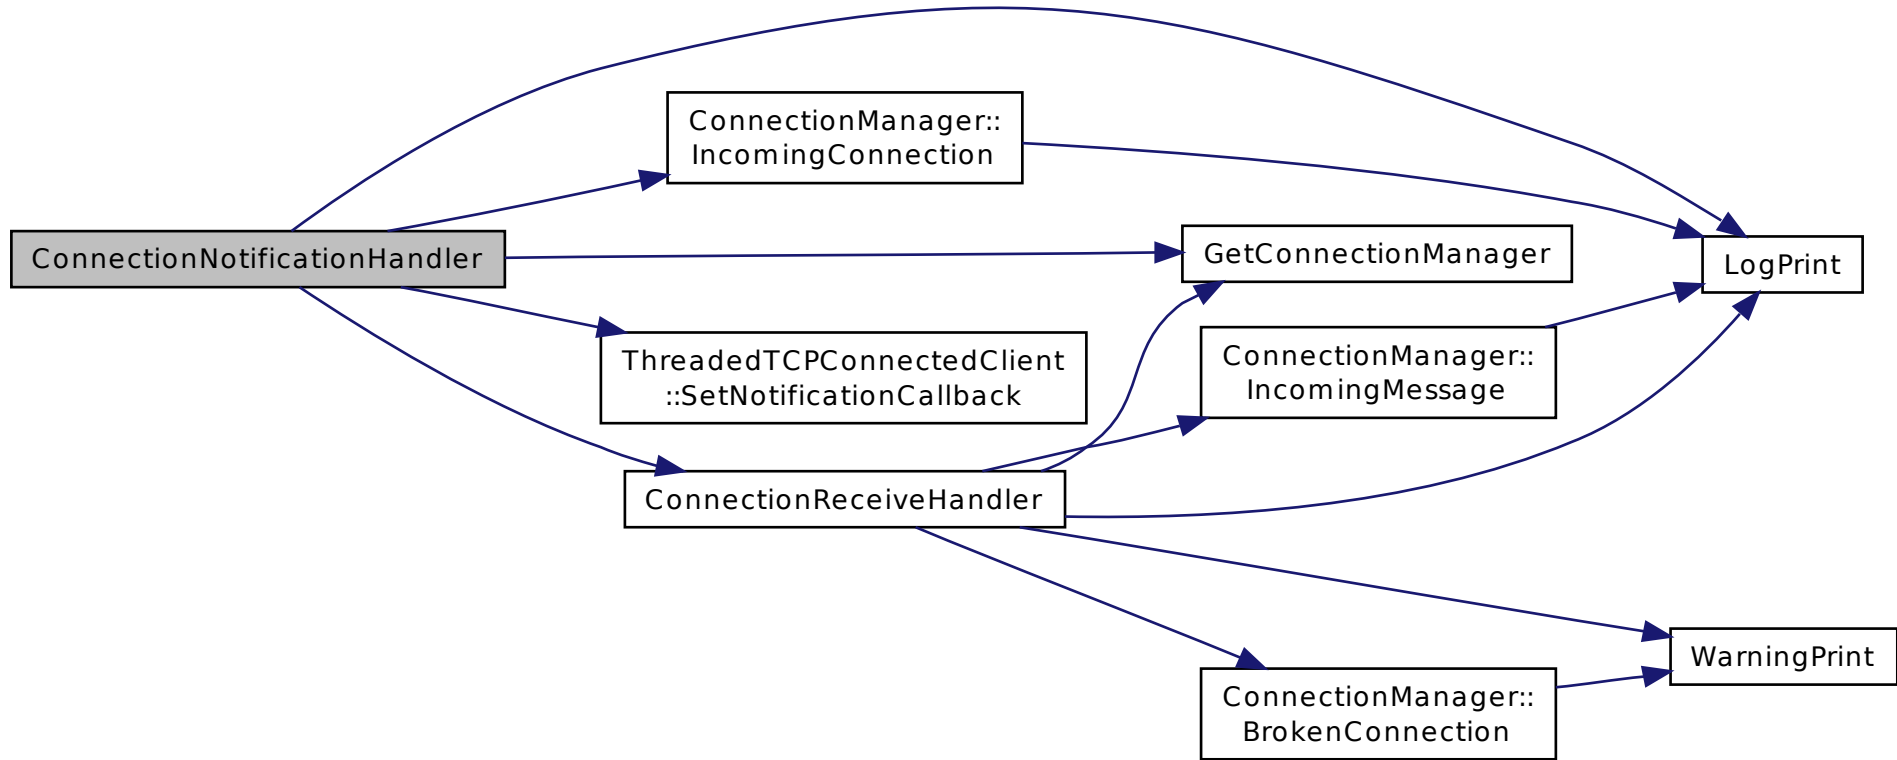 ConnectionManager::
IncomingConnection
ConnectionNotificationHandler
GetConnectionManager
LogPrint
ThreadedTCPConnectedClient
::SetNotificationCallback
ConnectionManager::
IncomingMessage
ConnectionReceiveHandler
WarningPrint
ConnectionManager::
BrokenConnection